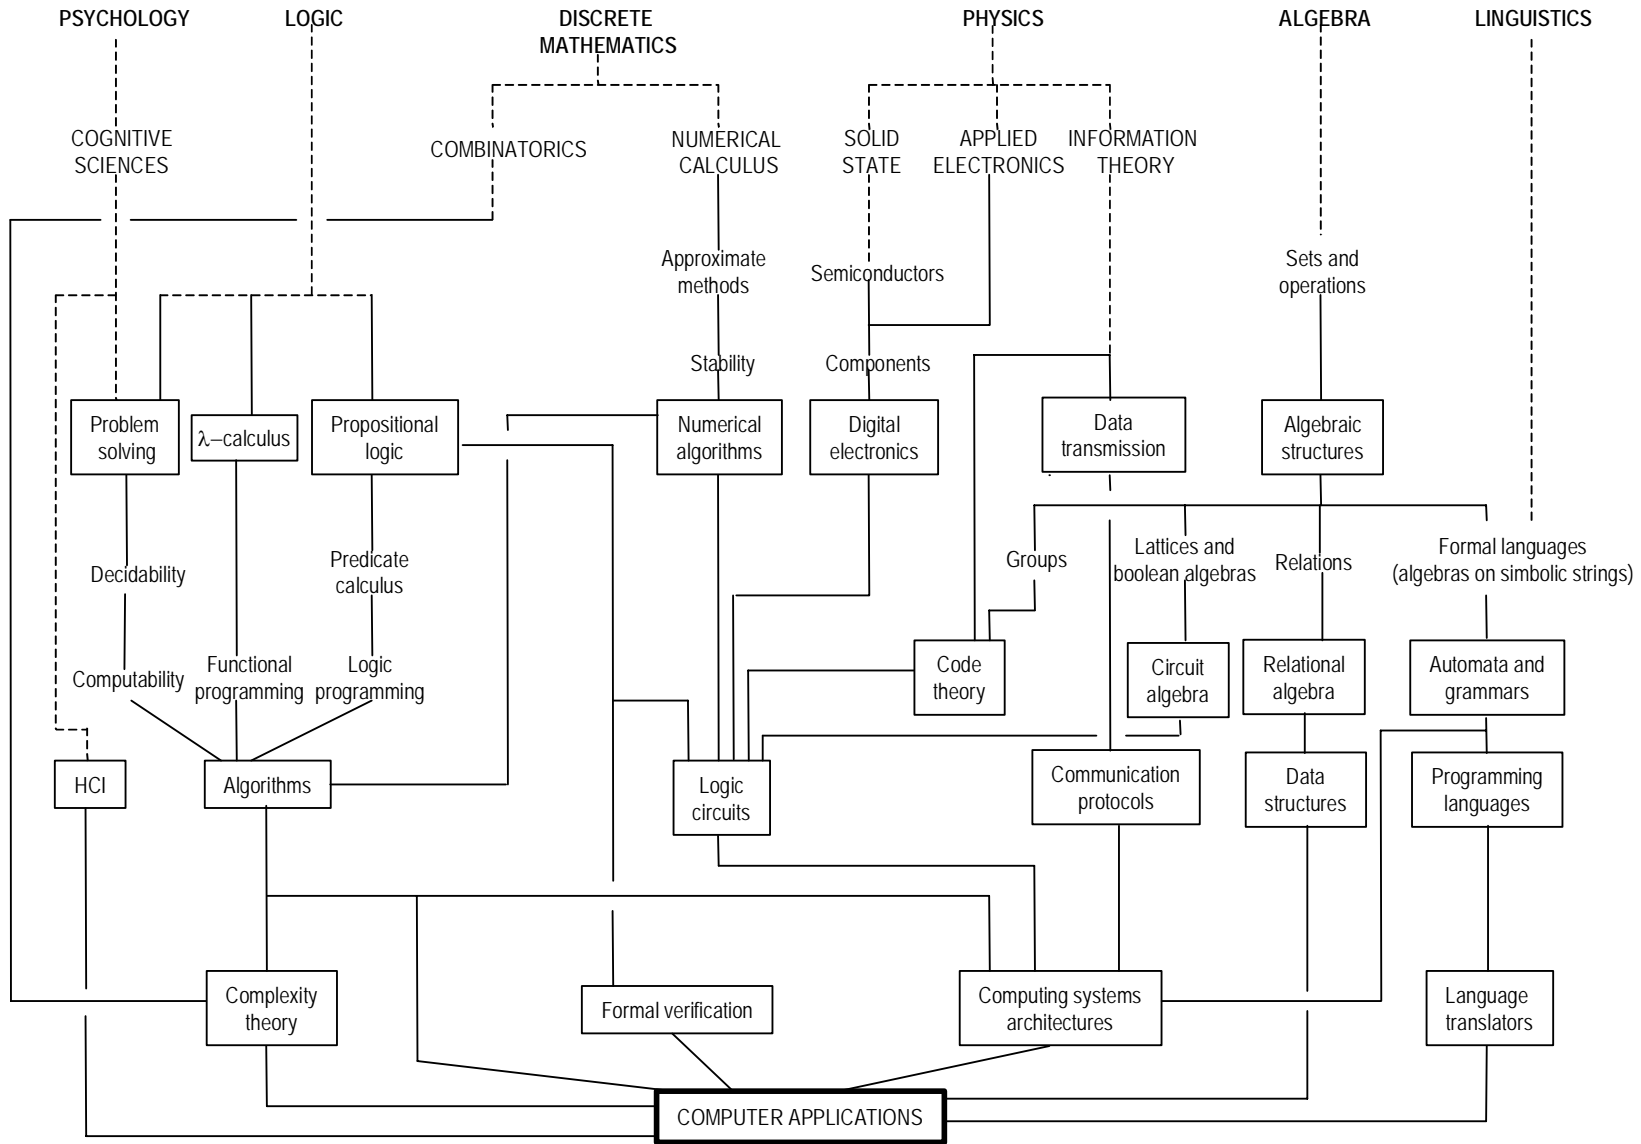 PSYCHOLOGY
LOGIC
DISCRETE
MATHEMATICS
PHYSICS
ALGEBRA
LINGUISTICS
COGNITIVE
SCIENCES
COMBINATORICS
NUMERICAL
CALCULUS
SOLID
STATE
APPLIED
ELECTRONICS
INFORMATION
THEORY
Approximate
methods
Semiconductors
Sets and
operations
Stability
Components
Problem
solving
λ–calculus
Propositional
logic
Numerical
algorithms
Digital
electronics
Data
transmission
Algebraic
structures
Decidability
Predicate
calculus
Groups
Lattices and
boolean algebras
Relations
Formal languages
(algebras on simbolic strings)
Computability
Functional
programming
Logic
programming
Code
theory
Circuit
algebra
Relational
algebra
Automata and
grammars
HCI
Algorithms
Logic
circuits
Communication
protocols
Data
structures
Programming
languages
Complexity
theory
Formal verification
Computing systems
architectures
Language
translators
COMPUTER APPLICATIONS